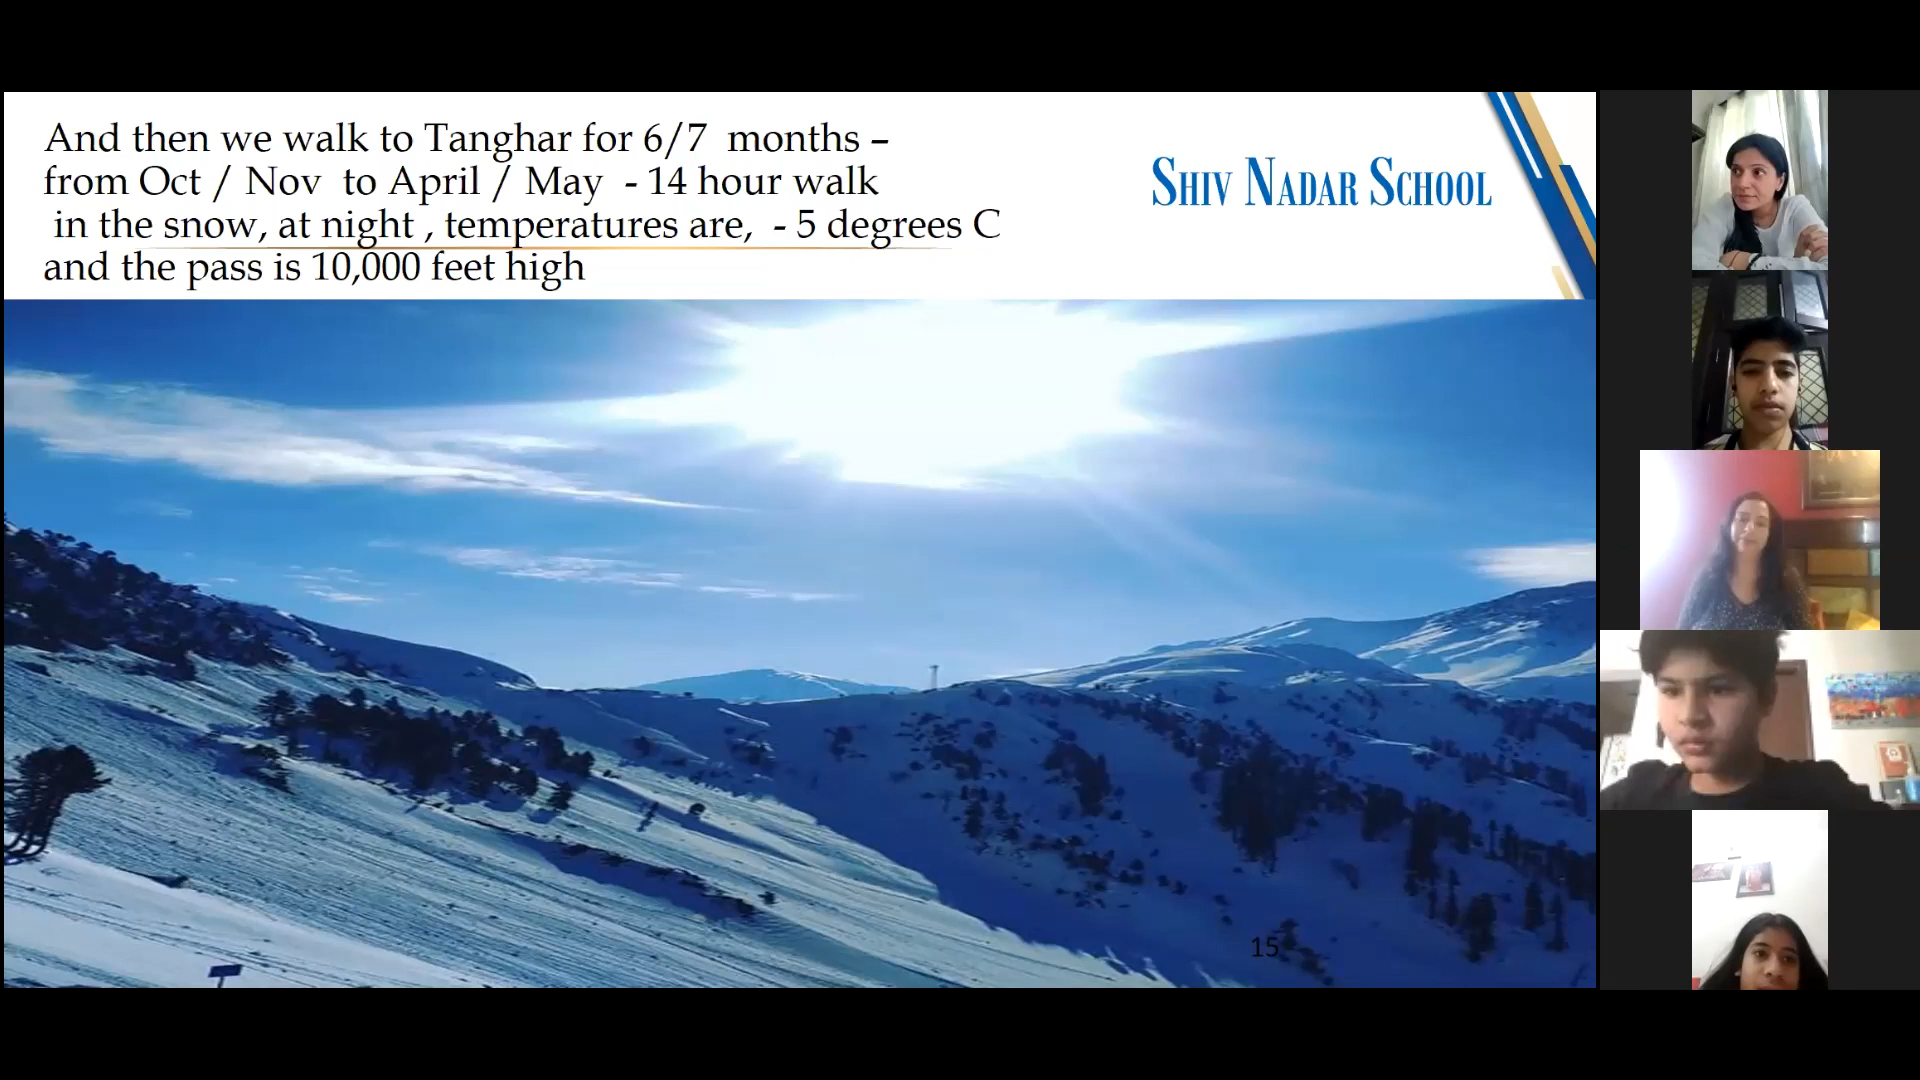 And then we walk to Tanghar for 6/7 months –
from Oct / Nov to April / May - 14 hour walk
in the snow, at night , temperatures are, - 5 degrees C
and the pass is 10,000 feet high
SHIV NADAR SCHOOL
15